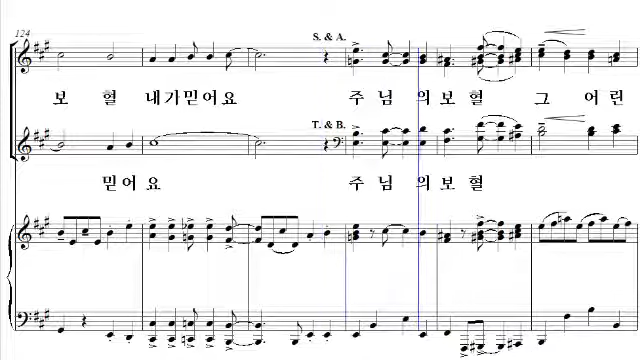 124
S. & A.
보 혈 내가믿어요 주 님 의보 혈 그 어린
T. & B.
믿어 요 주 님 의보 혈